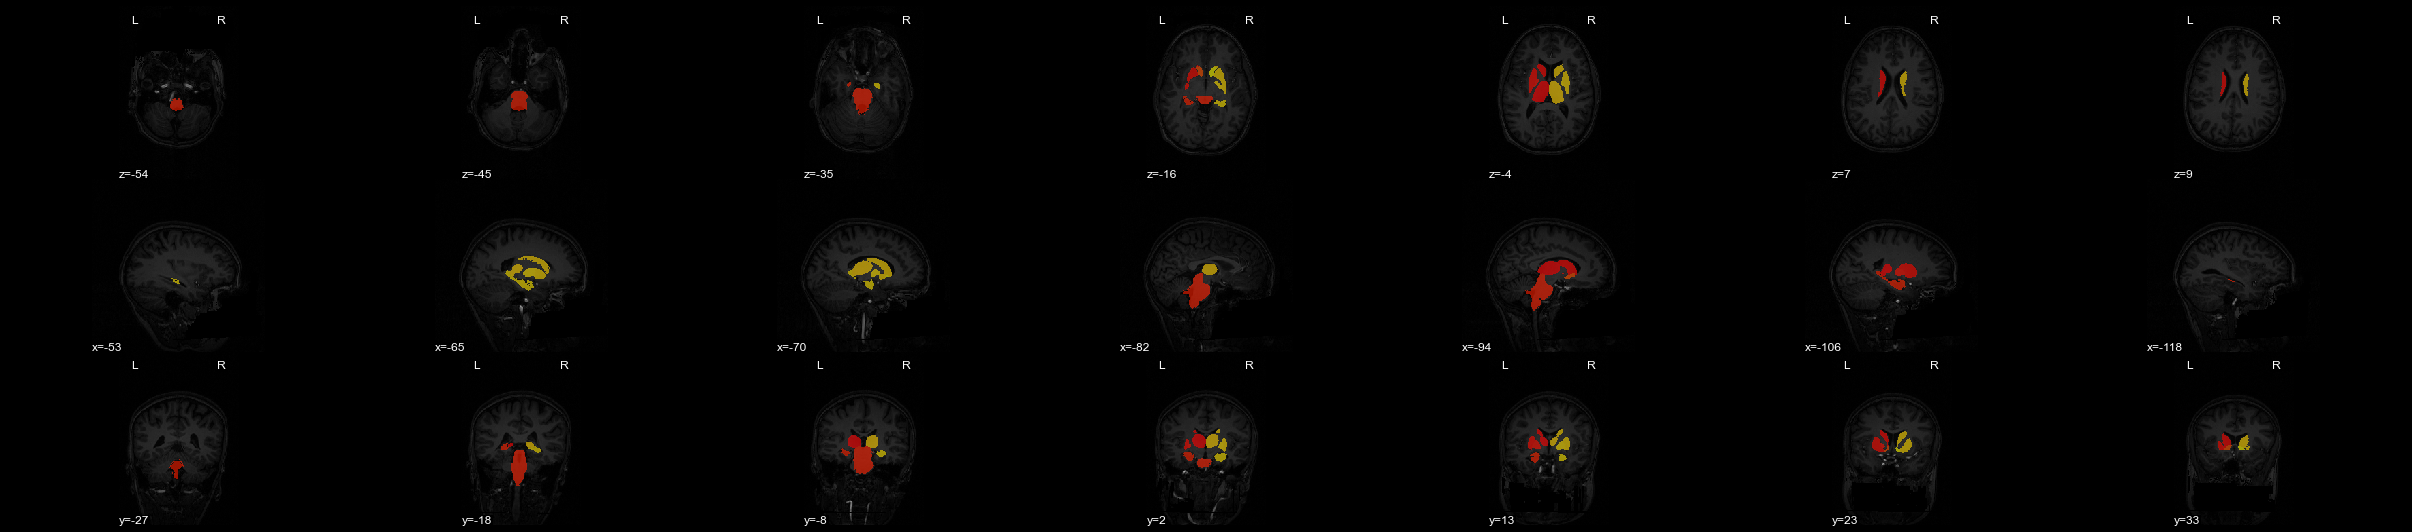 L R L R L R L R L R L R L R
z=-54 z=-45 z=-35 z=-16 z=-4 z=7 z=9
x=-53 x=-65 x=-70 x=-82 x=-94 x=-106 x=-118
L R L R L R L R L R L R L R
y=-27 y=-18 y=-8 y=2 y=13 y=23 y=33